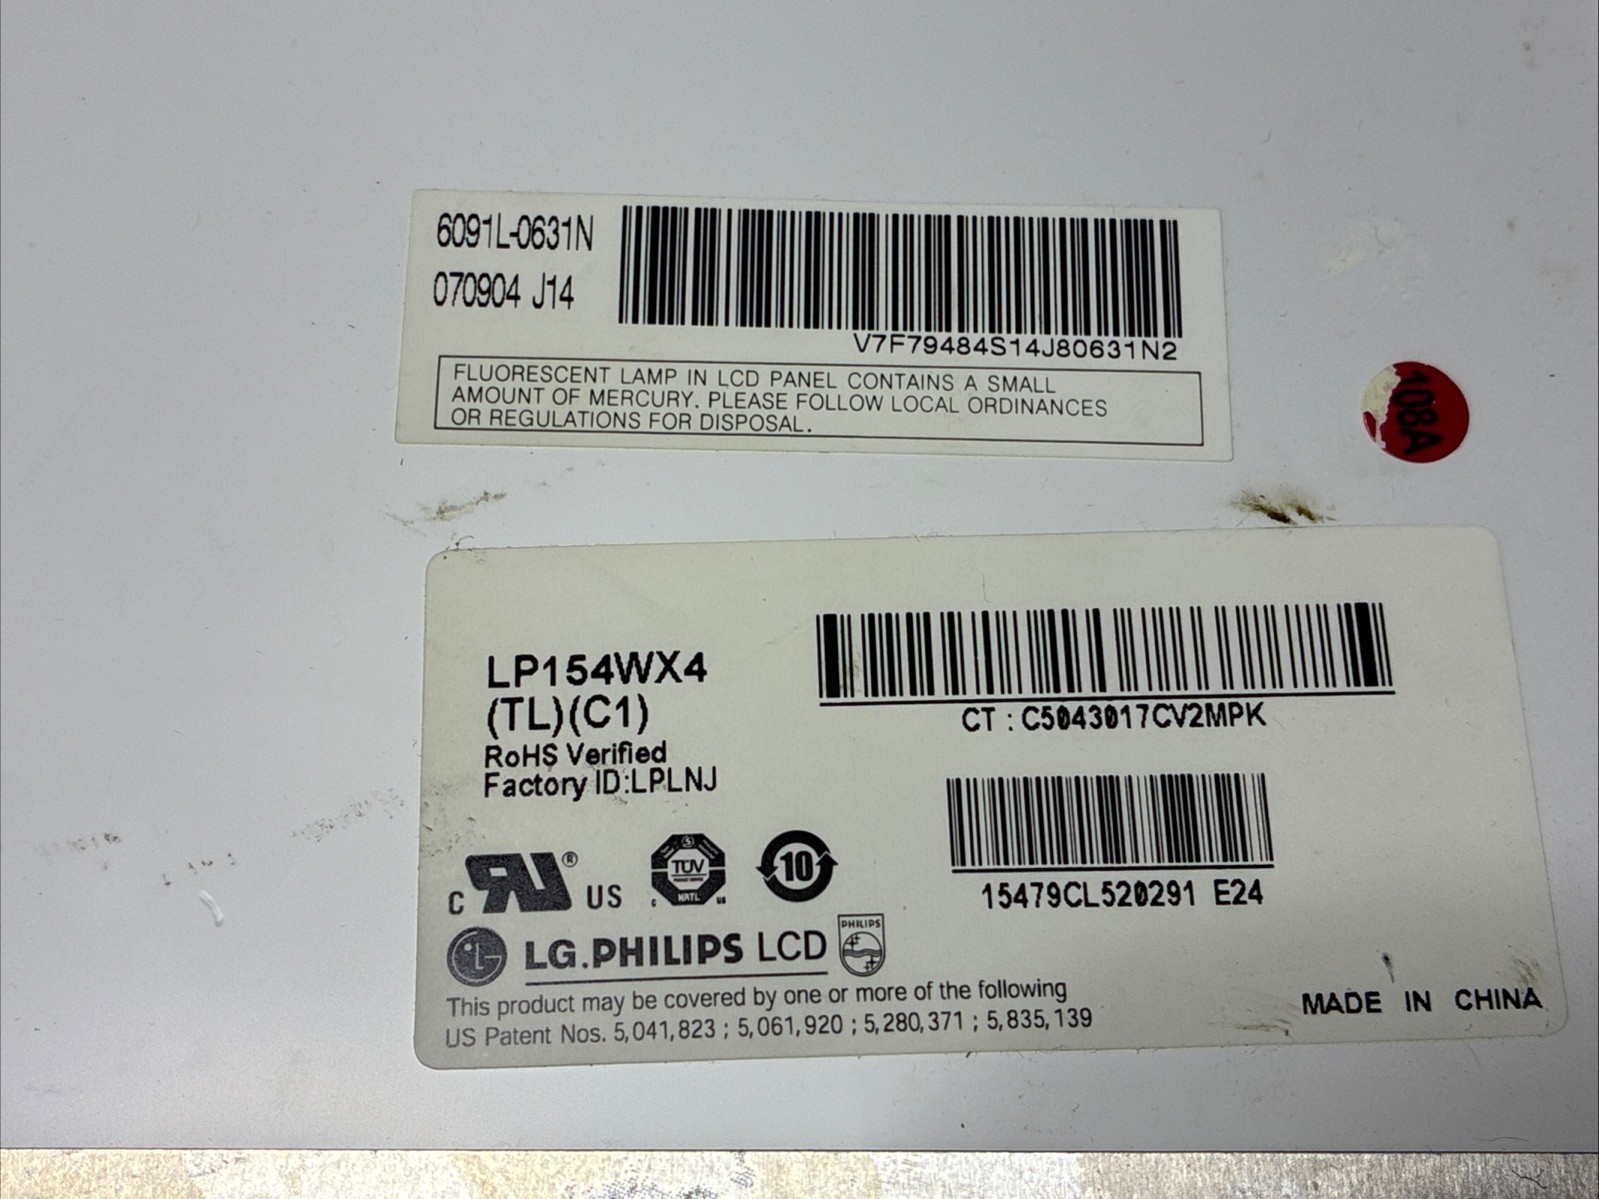 6091L-0631N
070904 J14
V7F79484S14J80631N2
FLUORESCENT LAMP IN LCD PANEL CONTAINS A SMALL
AMOUNT OF MERCURY. PLEASE FOLLOW LOCAL ORDINANCES
OR REGULATIONS FOR DISPOSAL.
108A
LP154WX4
(TL)(C1)
RoHS Verified
Factory ID:LPLNJ
CT : C5043017CV2MPK
15479CL520291 E24
C RU ® US
TÜV
NRTL
C US
10
LG.PHILIPS LCD
PHILIPS
This product may be covered by one or more of the following
US Patent Nos. 5,041,823 ; 5,061,920 ; 5,280,371 ; 5,835,139
MADE IN CHINA